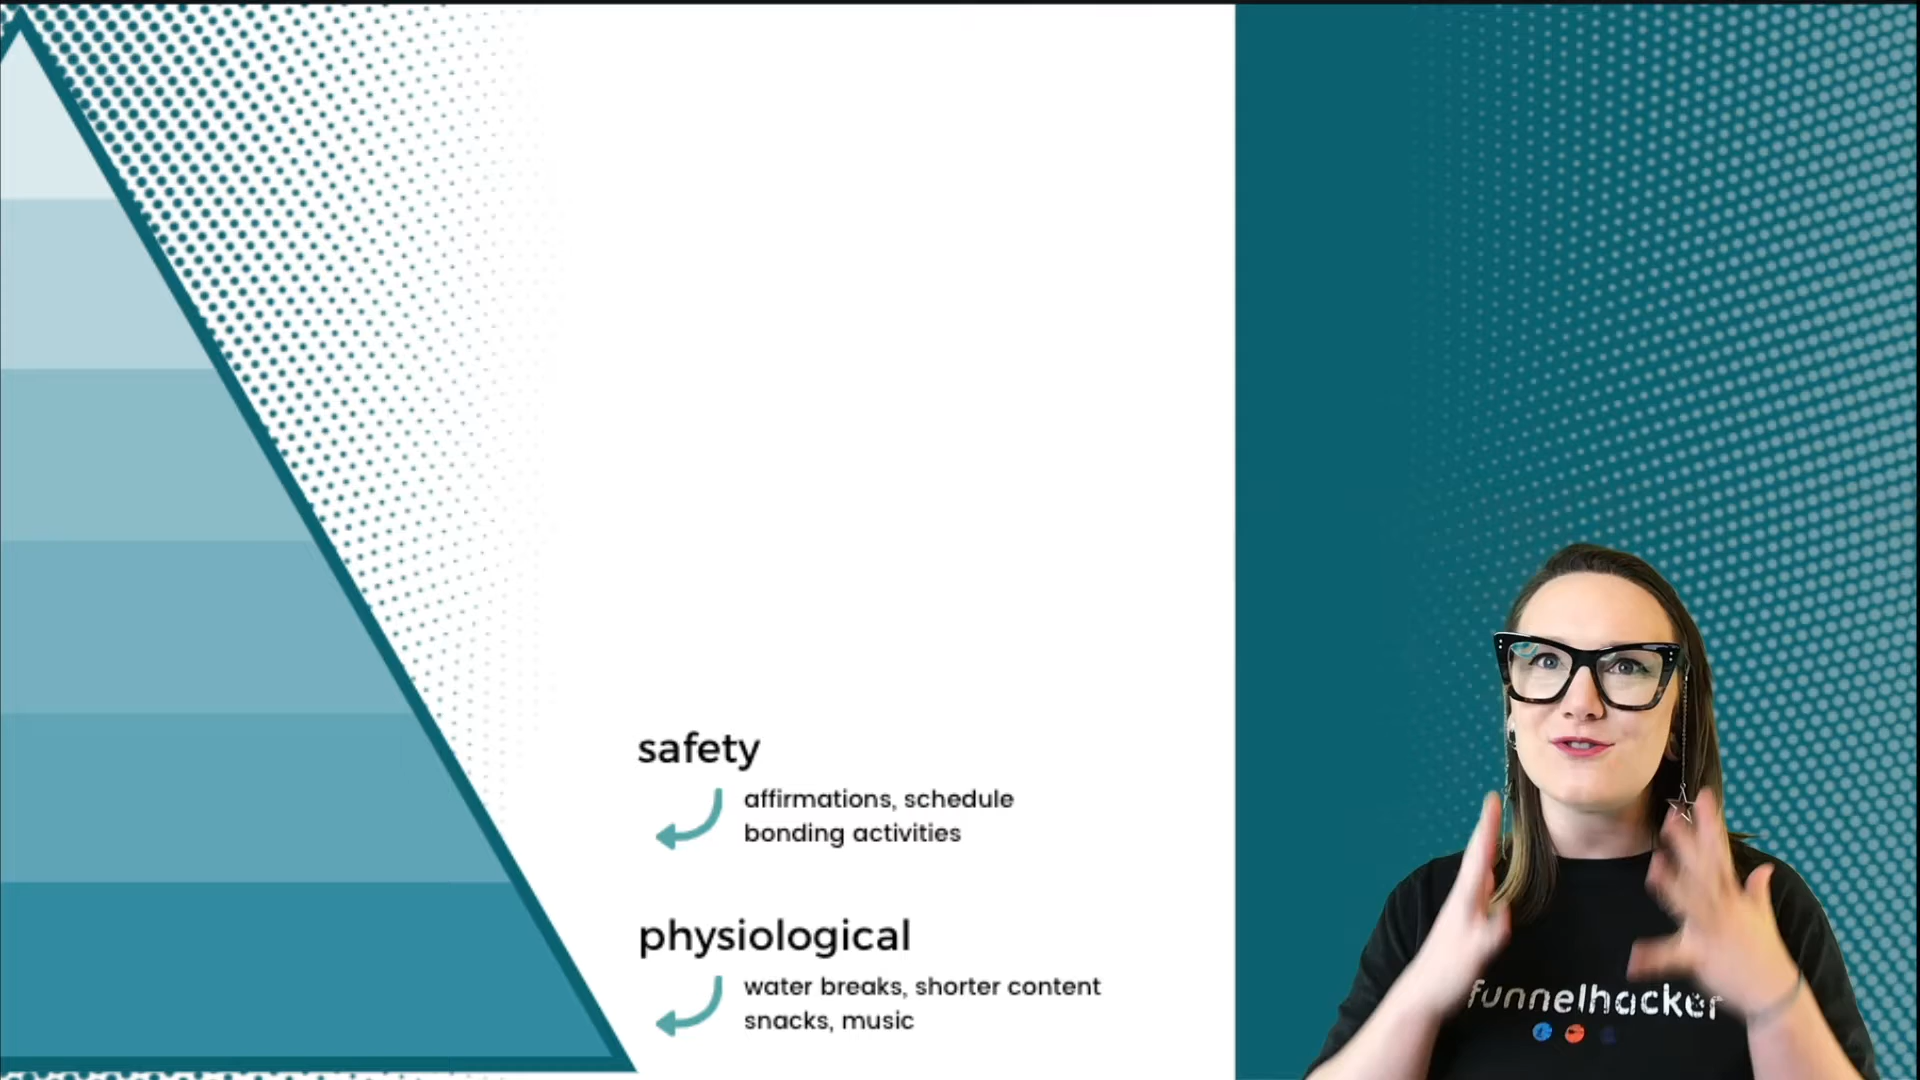 safety
affirmations, schedule
bonding activities
physiological
water breaks, shorter content
snacks, music
funnelhacker